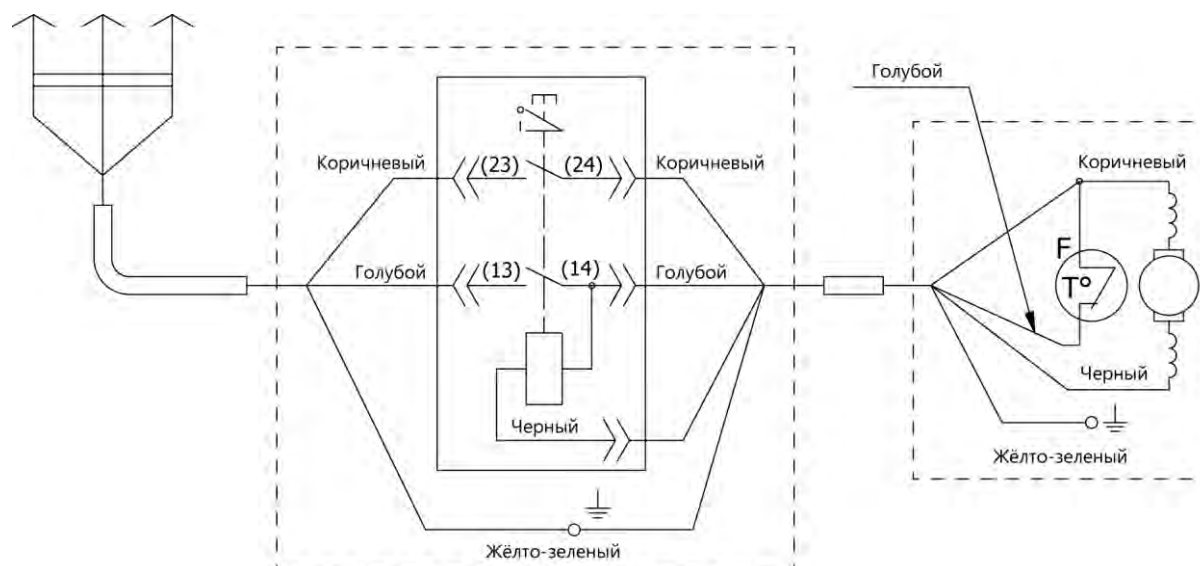 Голубой
Коричневый
(23)
(24)
Коричневый
Коричневый
Голубой
(13)
(14)
Голубой
F
T°
Черный
Черный
Жёлто-зеленый
Жёлто-зеленый